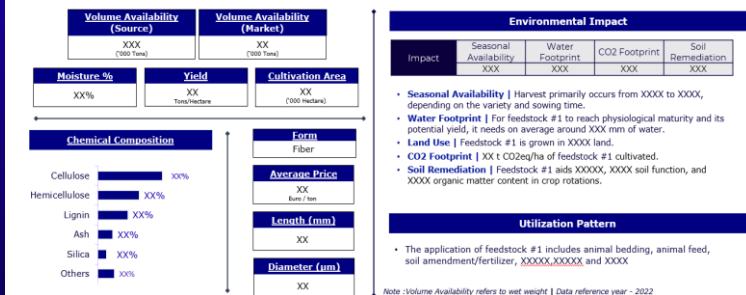 Volume Availability (Source)
XXX
('000 Tons)
Volume Availability (Market)
XX
('000 Tons)
Moisture %
XX%
Yield
XX
Tons/Hectare
Cultivation Area
XX
('000 Hectare)
Chemical Composition
Cellulose XX%
Hemicellulose XX%
Lignin XX%
Ash XX%
Silica XX%
Others XX%
Form
Fiber
Average Price
XX
Euro / ton
Length (mm)
XX
Diameter (µm)
XX
Environmental Impact
Impact
Seasonal Availability
Water Footprint
CO2 Footprint
Soil Remediation
XXX XXX XXX XXX
• Seasonal Availability | Harvest primarily occurs from XXXX to XXXX,
depending on the variety and sowing time.
• Water Footprint | For feedstock #1 to reach physiological maturity and its
potential yield, it needs on average around XXX mm of water.
• Land Use | Feedstock #1 is grown in XXXX land.
• CO2 Footprint | XX t CO2eq/ha of feedstock #1 cultivated.
• Soil Remediation | Feedstock #1 aids XXXXX, XXXX soil function, and
XXXX organic matter content in crop rotations.
Utilization Pattern
• The application of feedstock #1 includes animal bedding, animal feed,
soil amendment/fertilizer, XXXXX,XXXXX and XXXX
Note :Volume Availability refers to wet weight | Data reference year - 2022